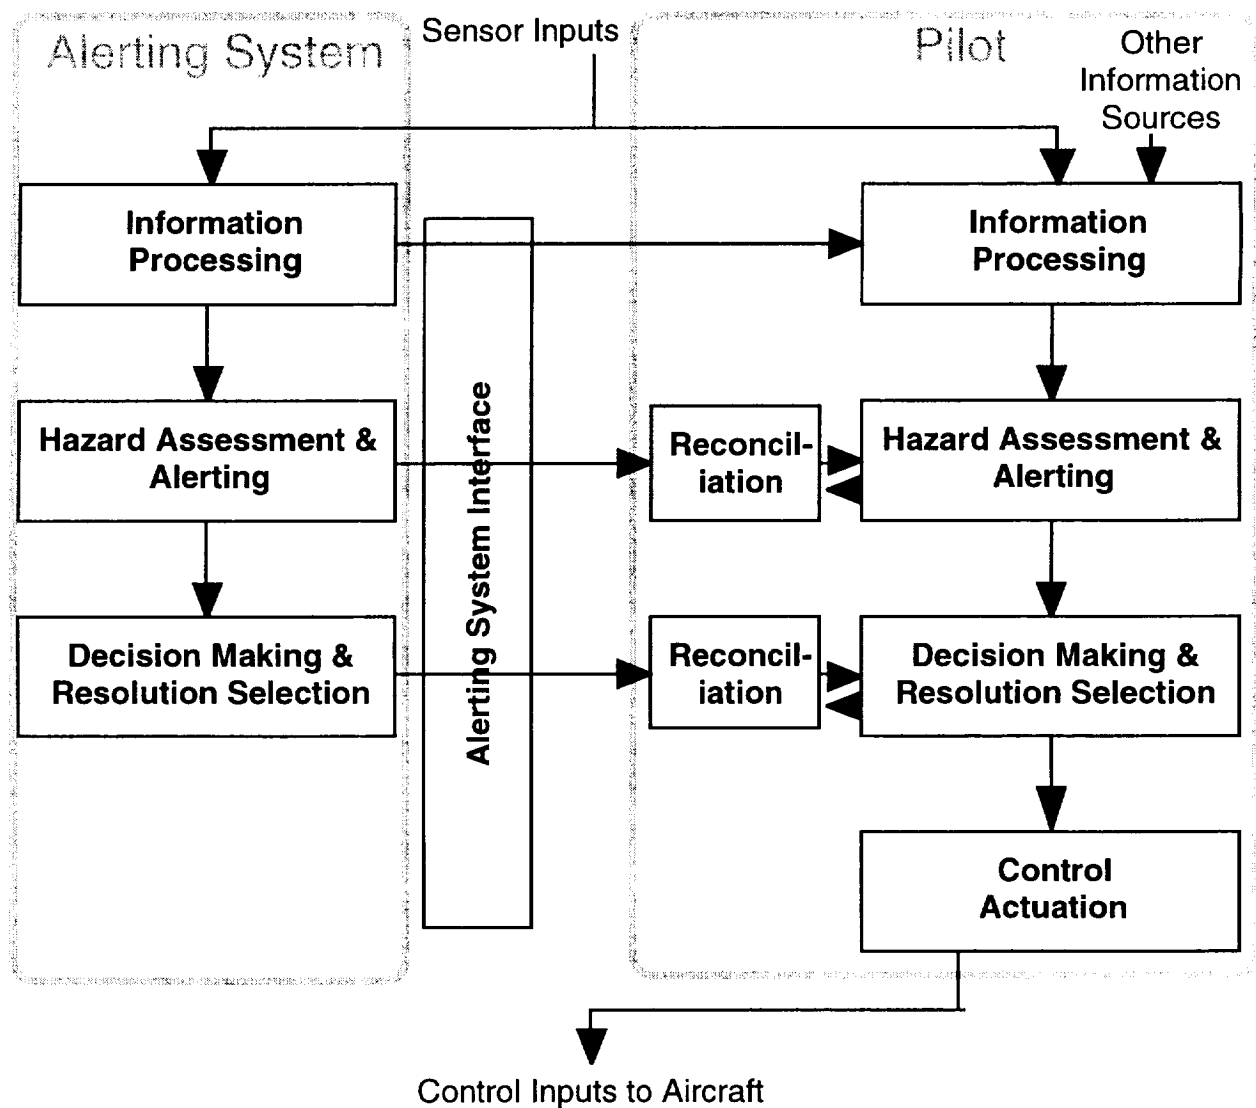 Alerting System
Sensor Inputs
Pilot
Other
Information
Sources
Information
Processing
Information
Processing
Alerting System Interface
Hazard Assessment &
Alerting
Reconcil-
iation
Hazard Assessment &
Alerting
Decision Making &
Resolution Selection
Reconcil-
iation
Decision Making &
Resolution Selection
Control
Actuation
Control Inputs to Aircraft